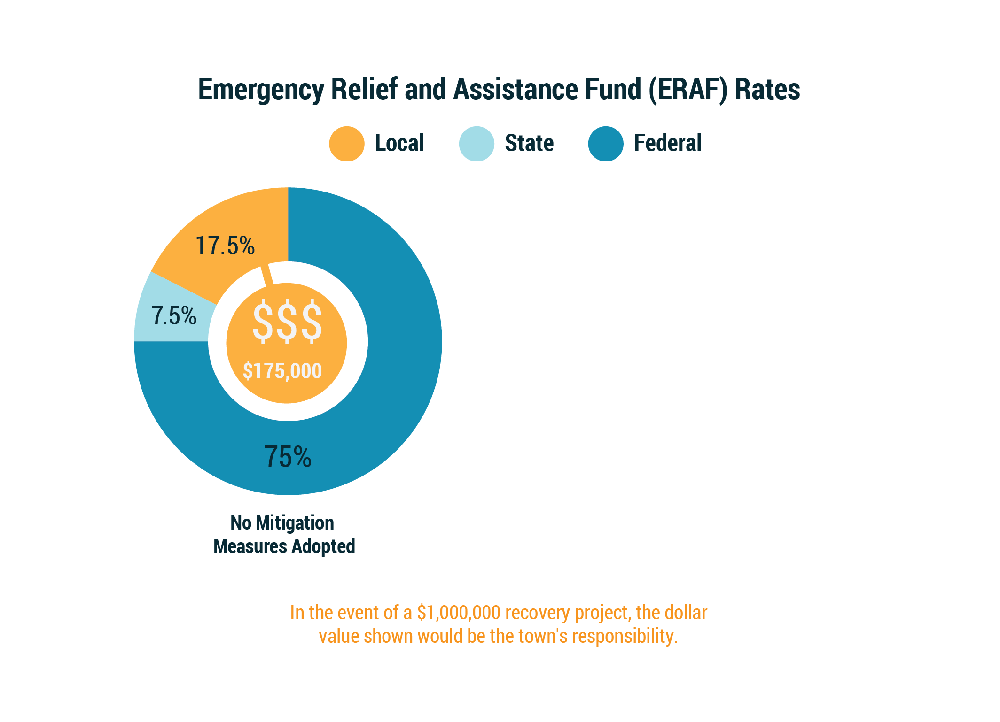 Emergency Relief and Assistance Fund (ERAF) Rates
Local State Federal
17.5%
7.5%
$$$
$175,000
75%
No Mitigation
Measures Adopted
In the event of a $1,000,000 recovery project, the dollar
value shown would be the town's responsibility.